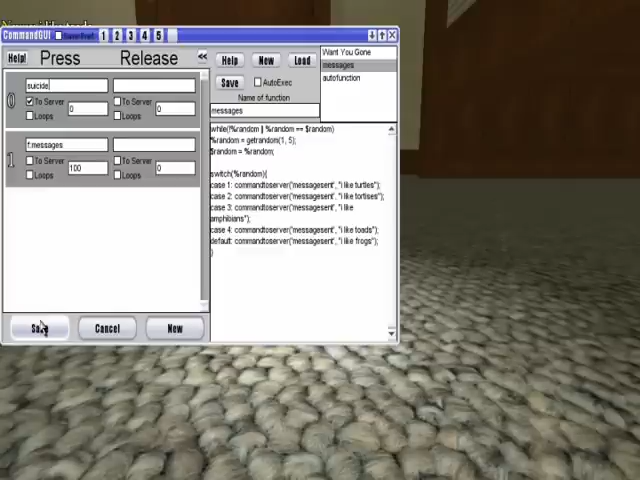 CommandGUI
1 2 3 4 5
Help!
Press
Release
<<
Help
New
Load
Save
AutoExec
Name of function
Want You Gone
messages
autofunction
messages
0
suicide
To Server
Loops
0
To Server
Loops
0
1
f:messages
To Server
Loops
100
To Server
Loops
0
while(!%random || %random == $random)
%random = getrandom(1, 5);
$random = %random;
switch(%random){
case 1: commandtoserver('messagesent', "i like turtles");
case 2: commandtoserver('messagesent', "i like tortises");
case 3: commandtoserver('messagesent', "i like
amphibians");
case 4: commandtoserver('messagesent', "i like toads");
default: commandtoserver('messagesent', "i like frogs");
}
Save
Cancel
New